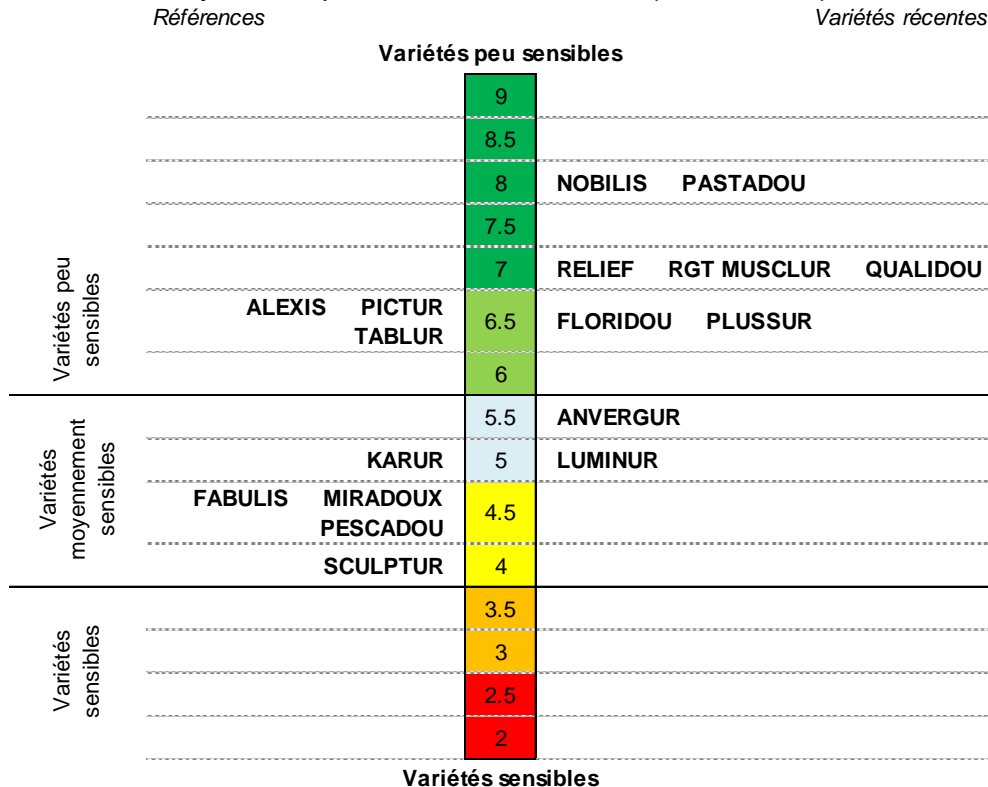 Références Variétés récentes
Variétés peu sensibles
9
8.5
8 NOBILIS PASTADOU
7.5
Variétés peu
sensibles
7 RELIEF RGT MUSCLUR QUALIDOU
ALEXIS PICTUR
TABLUR 6.5 FLORIDOU PLUSSUR
6
Variétés
moyennement
sensibles
5.5 ANVERGUR
KARUR 5 LUMINUR
FABULIS MIRADOUX
PESCADOU 4.5
SCULPTUR 4
Variétés
sensibles
3.5
3
2.5
2
Variétés sensibles